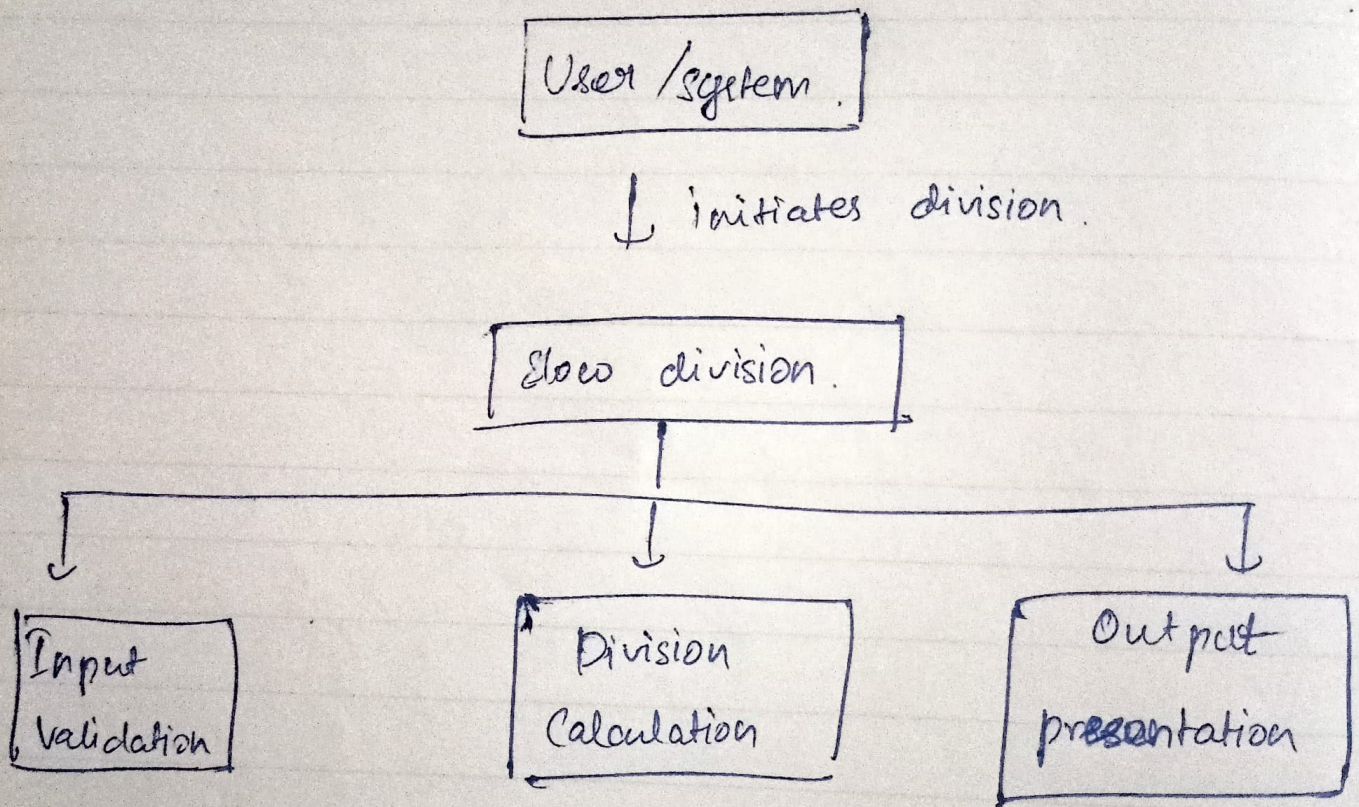 User /system.
initiates division.
Slow division.
Input
validation
Division
Calculation
Output
presentation